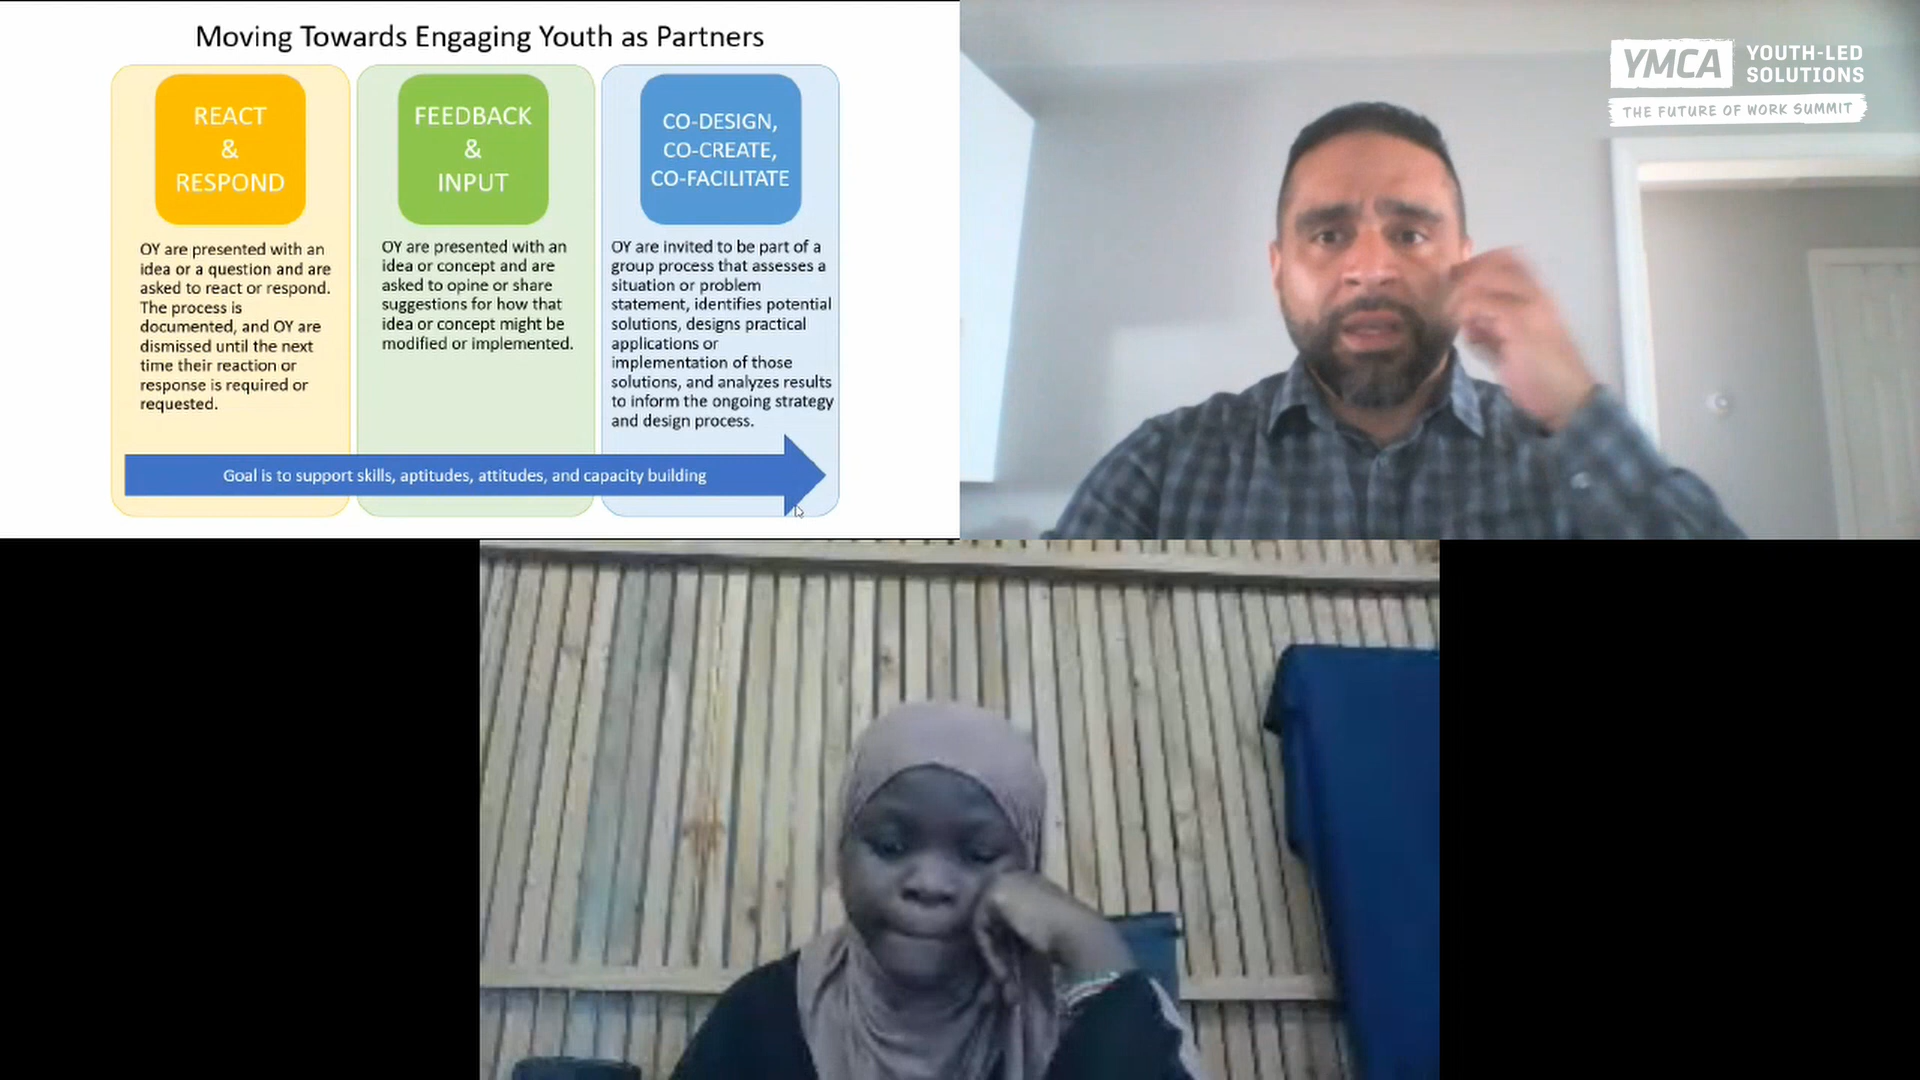 Moving Towards Engaging Youth as Partners
REACT
&
RESPOND
OY are presented with an
idea or a question and are
asked to react or respond.
The process is
documented, and OY are
dismissed until the next
time their reaction or
response is required or
requested.
FEEDBACK
&
INPUT
OY are presented with an
idea or concept and are
asked to opine or share
suggestions for how that
idea or concept might be
modified or implemented.
CO-DESIGN,
CO-CREATE,
CO-FACILITATE
OY are invited to be part of a
group process that assesses a
situation or problem
statement, identifies potential
solutions, designs practical
applications or
implementation of those
solutions, and analyzes results
to inform the ongoing strategy
and design process.
Goal is to support skills, aptitudes, attitudes, and capacity building
YMCA
YOUTH-LED
SOLUTIONS
THE FUTURE OF WORK SUMMIT